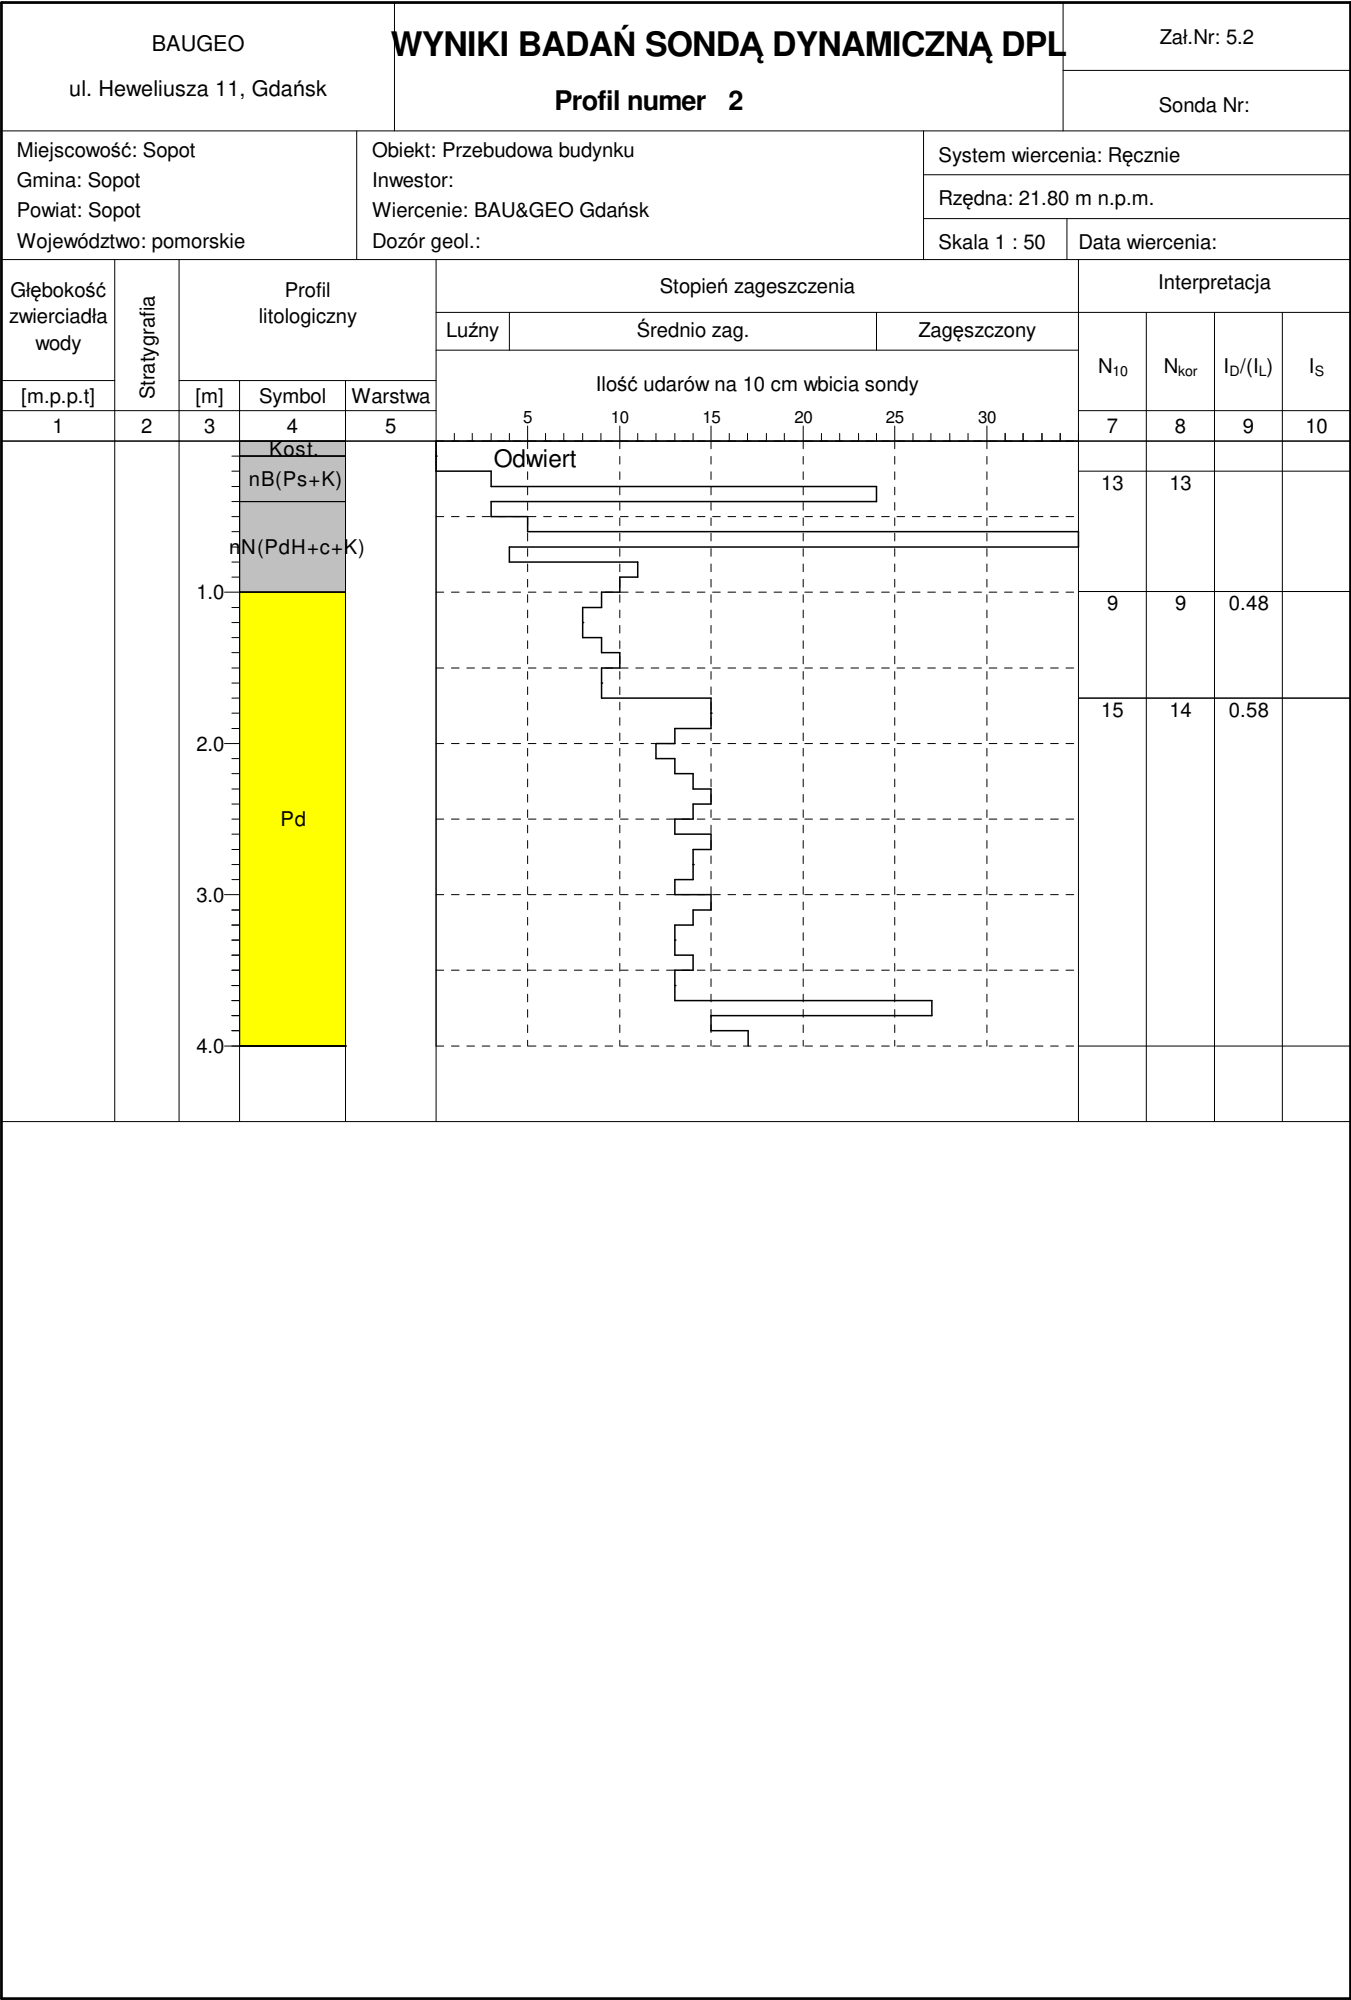 BAUGEO
ul. Heweliusza 11, Gdańsk
WYNIKI BADAŃ SONDĄ DYNAMICZNĄ DPL
Profil numer 2
Zał.Nr: 5.2
Sonda Nr:
Miejscowość: Sopot
Gmina: Sopot
Powiat: Sopot
Województwo: pomorskie
Obiekt: Przebudowa budynku
Inwestor:
Wiercenie: BAU&GEO Gdańsk
Dozór geol.:
System wiercenia: Ręcznie
Rzędna: 21.80 m n.p.m.
Skala 1 : 50
Data wiercenia:
Głębokość
zwierciadła
wody
[m.p.p.t]
Stratygrafia
Profil
litologiczny
[m]
Symbol
Warstwa
Stopień zageszczenia
Luźny
Średnio zag.
Zagęszczony
Ilość udarów na 10 cm wbicia sondy
5 10 15 20 25 30
Interpretacja
N10
Nkor
ID/(IL)
IS
1 2 3 4 5 7 8 9 10
Kost.
Odwiert
nB(Ps+K)
13 13
nN(PdH+c+K)
1.0
9 9 0.48
15 14 0.58
2.0
Pd
3.0
4.0